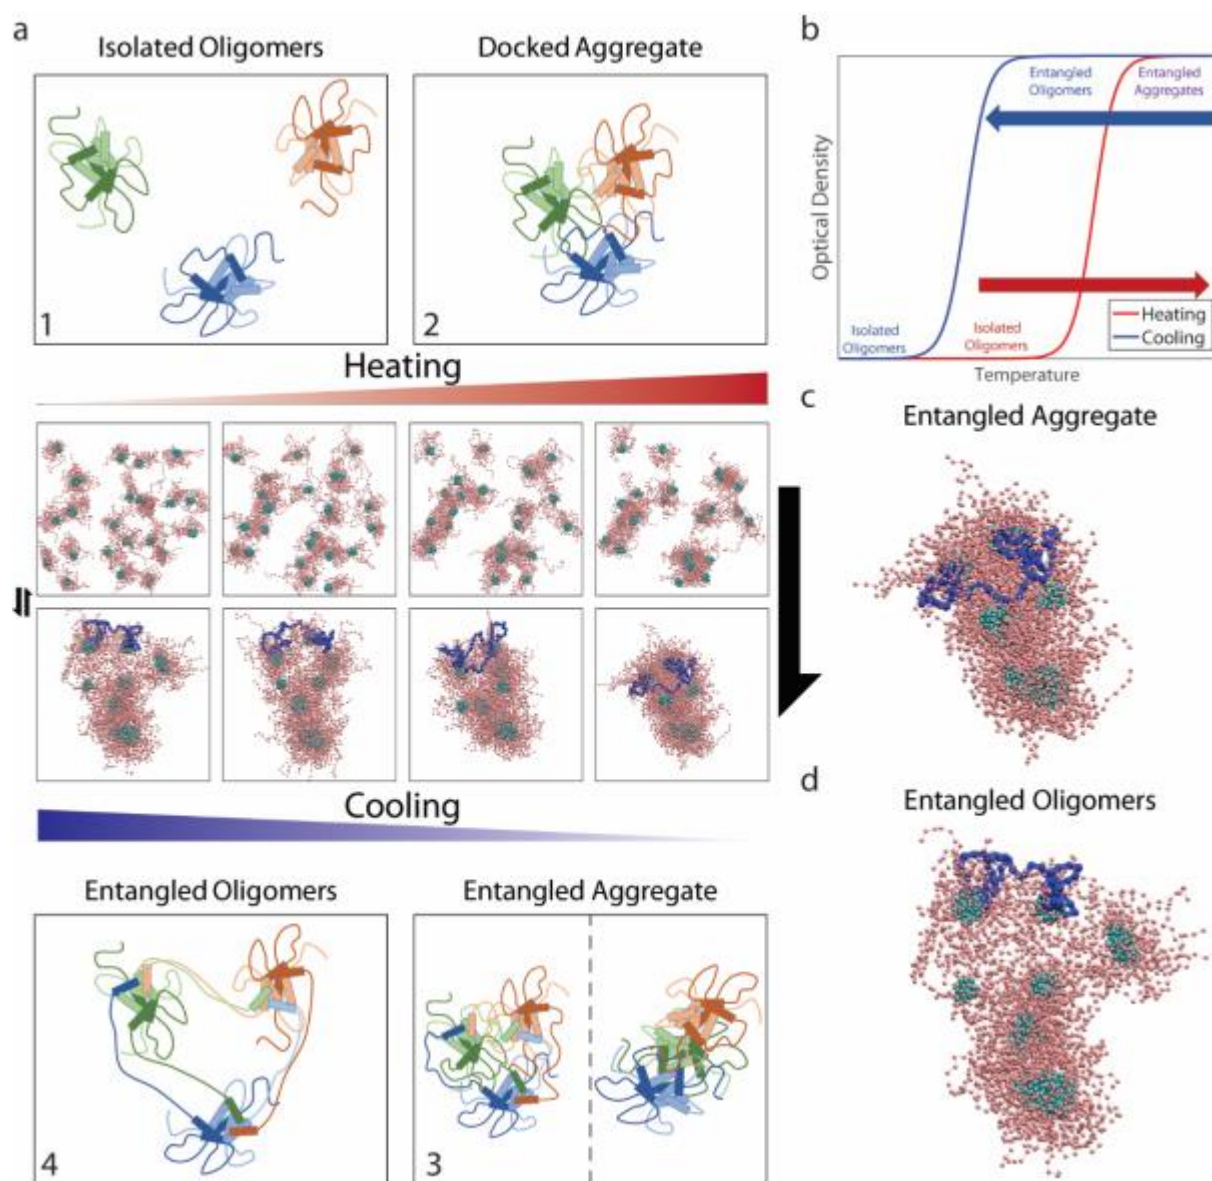 a
Isolated Oligomers
Docked Aggregate
1
2
Heating
Cooling
Entangled Oligomers
Entangled Aggregate
4
3
b
Optical Density
Entangled
Oligomers
Entangled
Aggregates
Isolated
Oligomers
Isolated
Oligomers
Heating
Cooling
Temperature
c
Entangled Aggregate
d
Entangled Oligomers